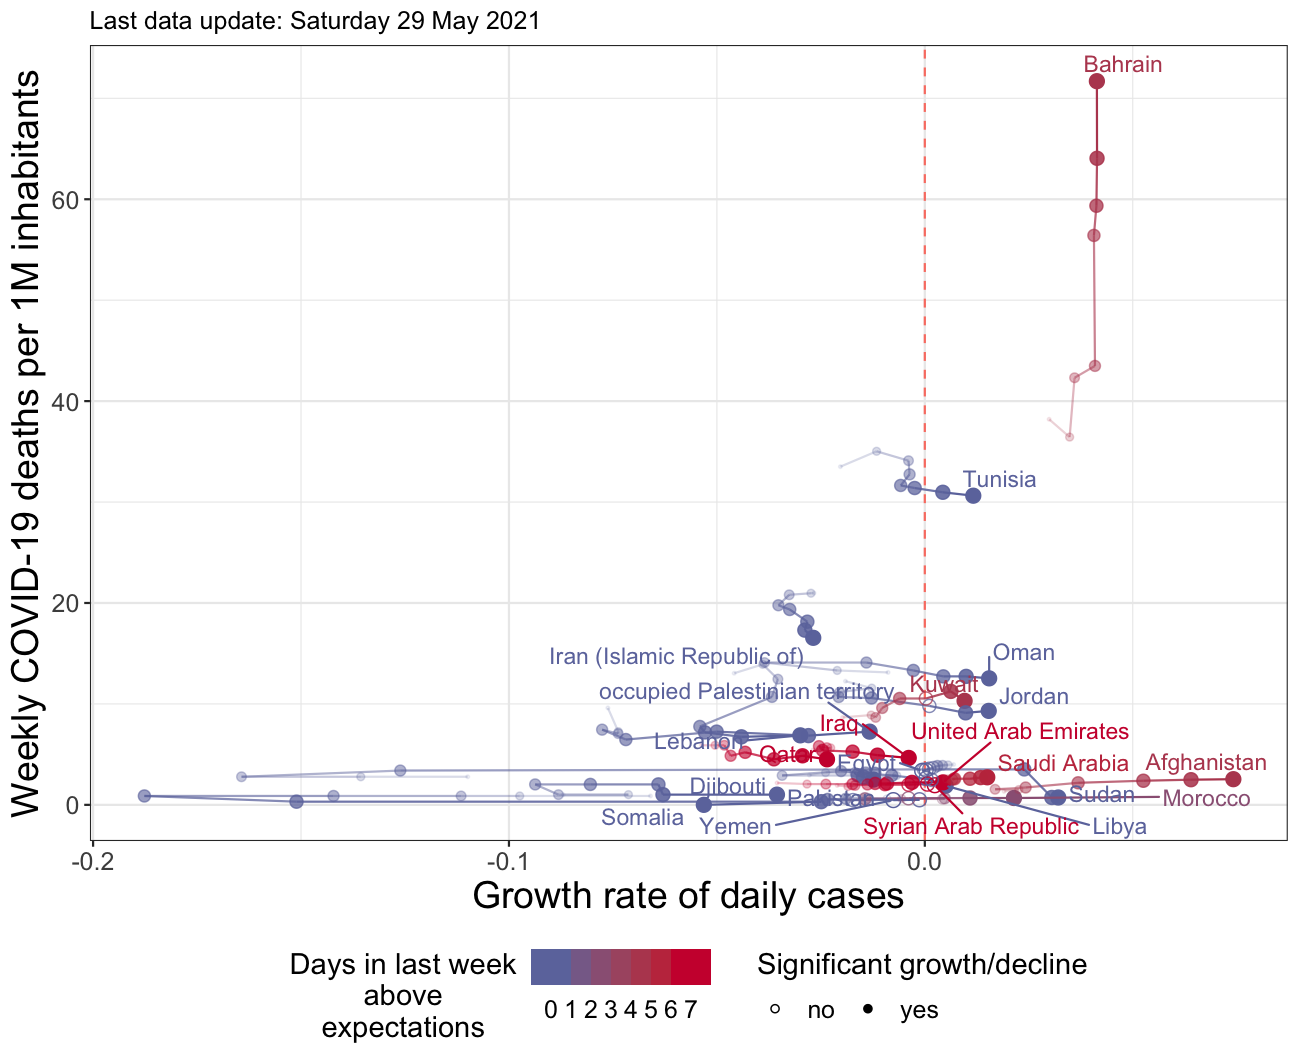 Last data update: Saturday 29 May 2021
Weekly COVID-19 deaths per 1M inhabitants
60
40
20
0
Bahrain
Tunisia
Iran (Islamic Republic of)
Oman
occupied Palestinian territory
Kuwait
Jordan
Iraq
Lebanon
United Arab Emirates
Qatar
Egypt
Saudi Arabia
Afghanistan
Djibouti
Pakistan
Sudan
Morocco
Somalia
Yemen
Syrian Arab Republic
Libya
-0.2
-0.1
0.0
Growth rate of daily cases
Days in last week
above
expectations
0 1 2 3 4 5 6 7
Significant growth/decline
no
yes